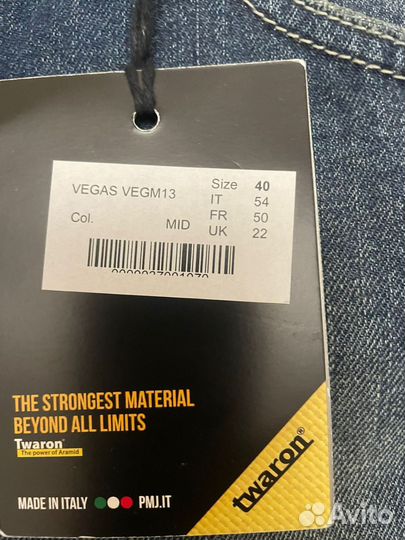 VEGAS VEGM13
Size 40
IT 54
FR 50
UK 22
Col. MID
THE STRONGEST MATERIAL
BEYOND ALL LIMITS
Twaron
The power of Aramid
twaron®
MADE IN ITALY PMJ.IT
Avito